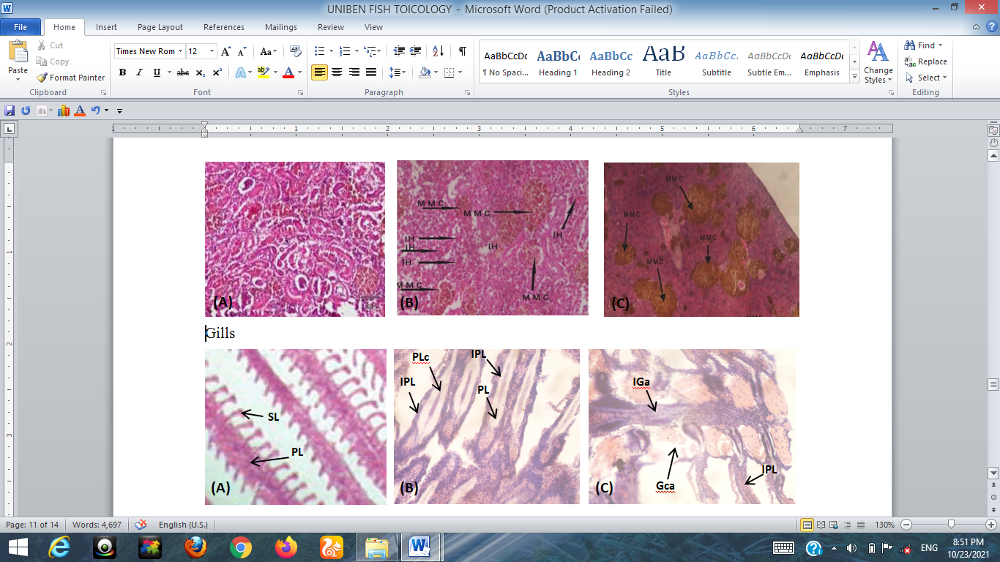 UNIBEN FISH TOICOLOGY - Microsoft Word (Product Activation Failed)
File Home Insert Page Layout References Mailings Review View
Paste
Cut
Copy
Format Painter
Clipboard
Times New Rom 12
Font
Paragraph
AaBbCcDc AaBbC AaBbCc AaB AaBbCc. AaBbCcDc AaBbCcDc
¶ No Spaci... Heading 1 Heading 2 Title Subtitle Subtle Em... Emphasis
Change
Styles
Styles
Find
Replace
Select
Editing
1 1 2 3 4 5 6 7
1
2
3
(A)
MMC
MMC
IH
IH
IH
IH
IH
MMC
MMC
(B)
MMC
MMC
MMC
MMC
(C)
Gills
SL
PL
(A)
PLc
IPL
IPL
PL
(B)
IGa
IPL
Gca
(C)
Page: 11 of 14 Words: 4,697 English (U.S.) 130%
ENG
8:51 PM
10/23/2021